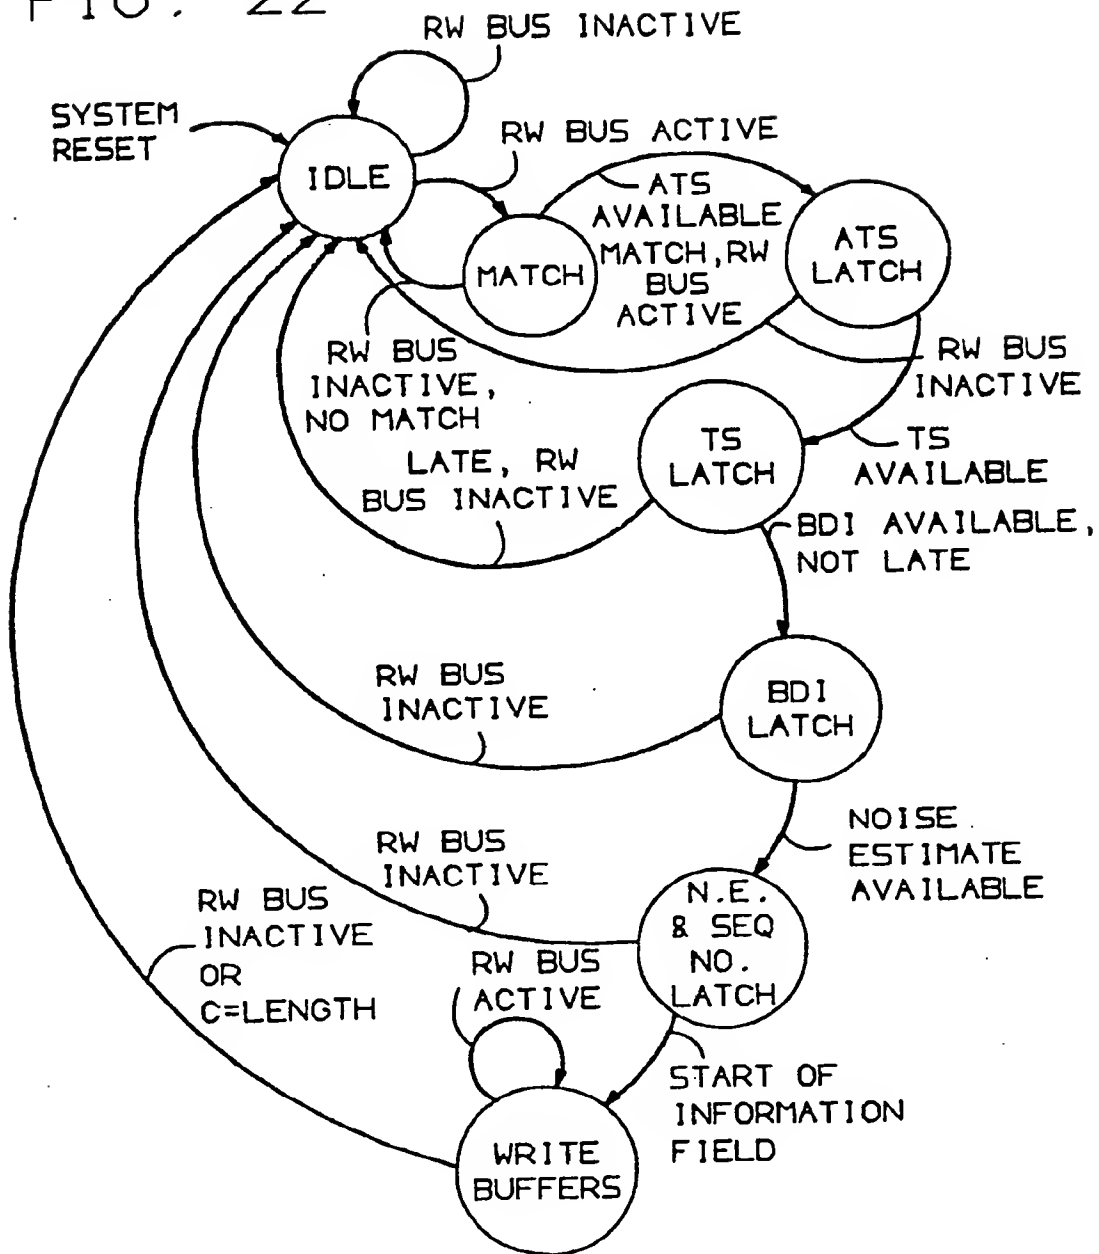 FIG. 22
RW BUS INACTIVE
SYSTEM
RESET
IDLE
RW BUS ACTIVE
MATCH
ATS
AVAILABLE
MATCH, RW
BUS
ACTIVE
ATS
LATCH
RW BUS
INACTIVE,
NO MATCH
RW BUS
INACTIVE
TS
LATCH
TS
AVAILABLE
LATE, RW
BUS INACTIVE
BDI AVAILABLE,
NOT LATE
BDI
LATCH
RW BUS
INACTIVE
NOISE
ESTIMATE
AVAILABLE
RW BUS
INACTIVE
N.E.
& SEQ
NO.
LATCH
RW BUS
INACTIVE
OR
C=LENGTH
RW BUS
ACTIVE
START OF
INFORMATION
FIELD
WRITE
BUFFERS